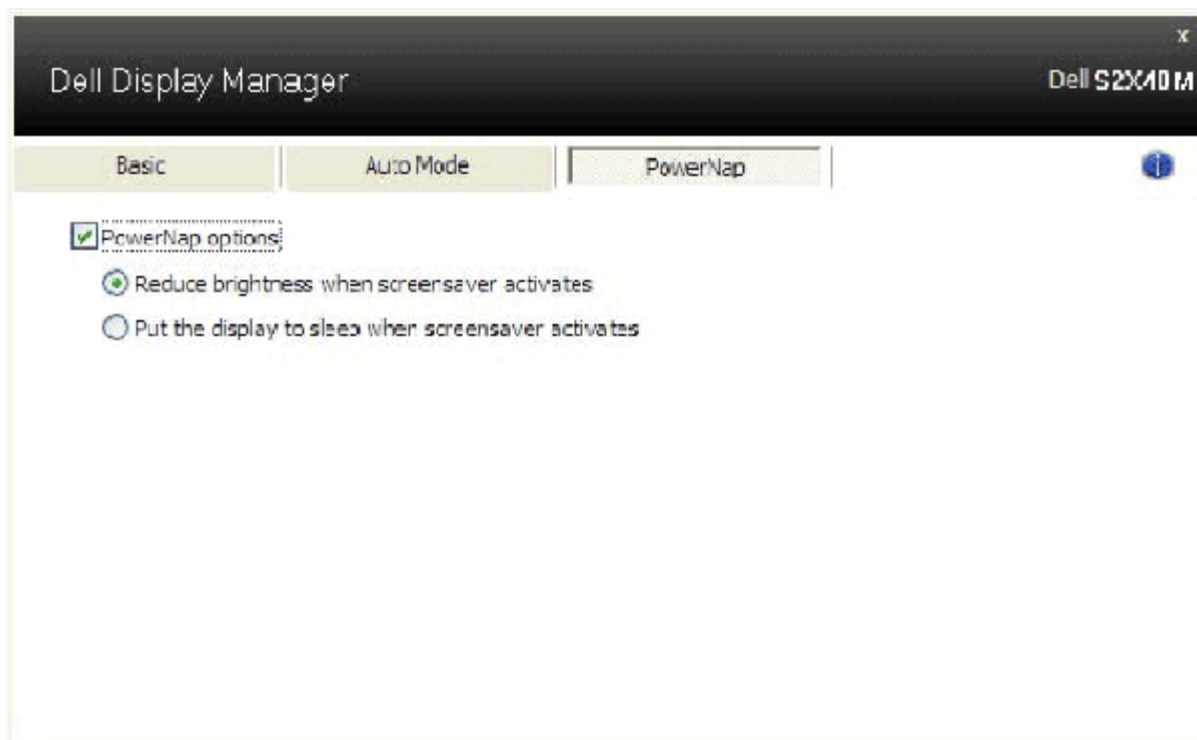 x
Dell Display Manager
Dell S2X40M
Basic
Auto Mode
PowerNap
PowerNap options
Reduce brightness when screensaver activates
Put the display to sleep when screensaver activates